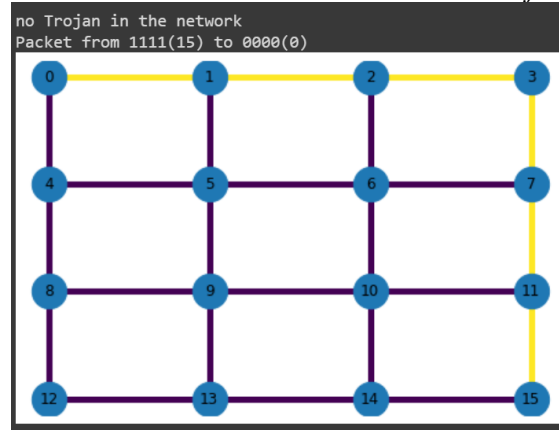 no Trojan in the network
Packet from 1111(15) to 0000(0)
0 1 2 3
4 5 6 7
8 9 10 11
12 13 14 15